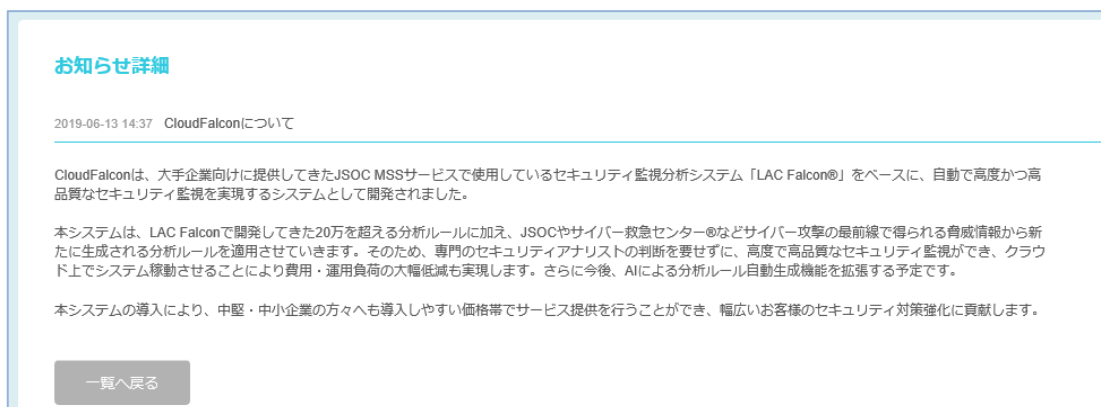 お知らせ詳細
2019-06-13 14:37 CloudFalconについて
CloudFalconは、大手企業向けに提供してきたJSOC MSSサービスで使用しているセキュリティ監視分析システム「LAC Falcon®」をベースに、自動で高度かつ高
品質なセキュリティ監視を実現するシステムとして開発されました。
本システムは、LAC Falconで開発してきた20万を超える分析ルールに加え、JSOCやサイバー救急センター®などサイバー攻撃の最前線で得られる脅威情報から新
たに生成される分析ルールを適用させていきます。そのため、専門のセキュリティアナリストの判断を要せずに、高度で高品質なセキュリティ監視ができ、クラウ
ド上でシステム稼動させることにより費用・運用負荷の大幅低減も実現します。さらに今後、AIによる分析ルール自動生成機能を拡張する予定です。
本システムの導入により、中堅・中小企業の方々へも導入しやすい価格帯でサービス提供を行うことができ、幅広いお客様のセキュリティ対策強化に貢献します。
一覧へ戻る